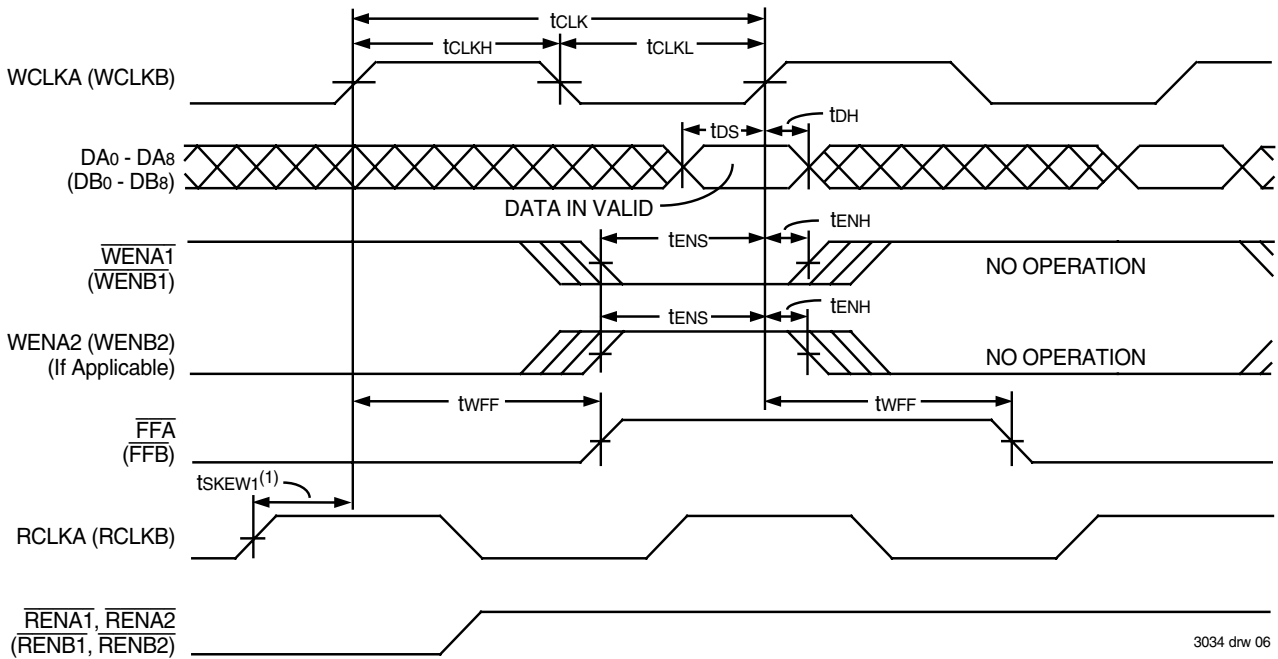 tCLK
tCLKH
tCLKL
WCLKA (WCLKB)
tDH
tDS
DA0 - DA8
(DB0 - DB8)
DATA IN VALID
tENH
tENS
WENA1
(WENB1)
NO OPERATION
tENH
tENS
WENA2 (WENB2)
(If Applicable)
NO OPERATION
tWFF
tWFF
FFA
(FFB)
tSKEW1(1)
RCLKA (RCLKB)
RENA1, RENA2
(RENB1, RENB2)
3034 drw 06